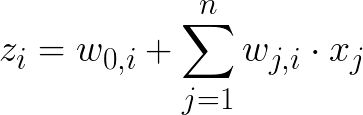 z_i = w_{0,i} + \sum_{j=1}^{n} w_{j,i} \cdot x_j